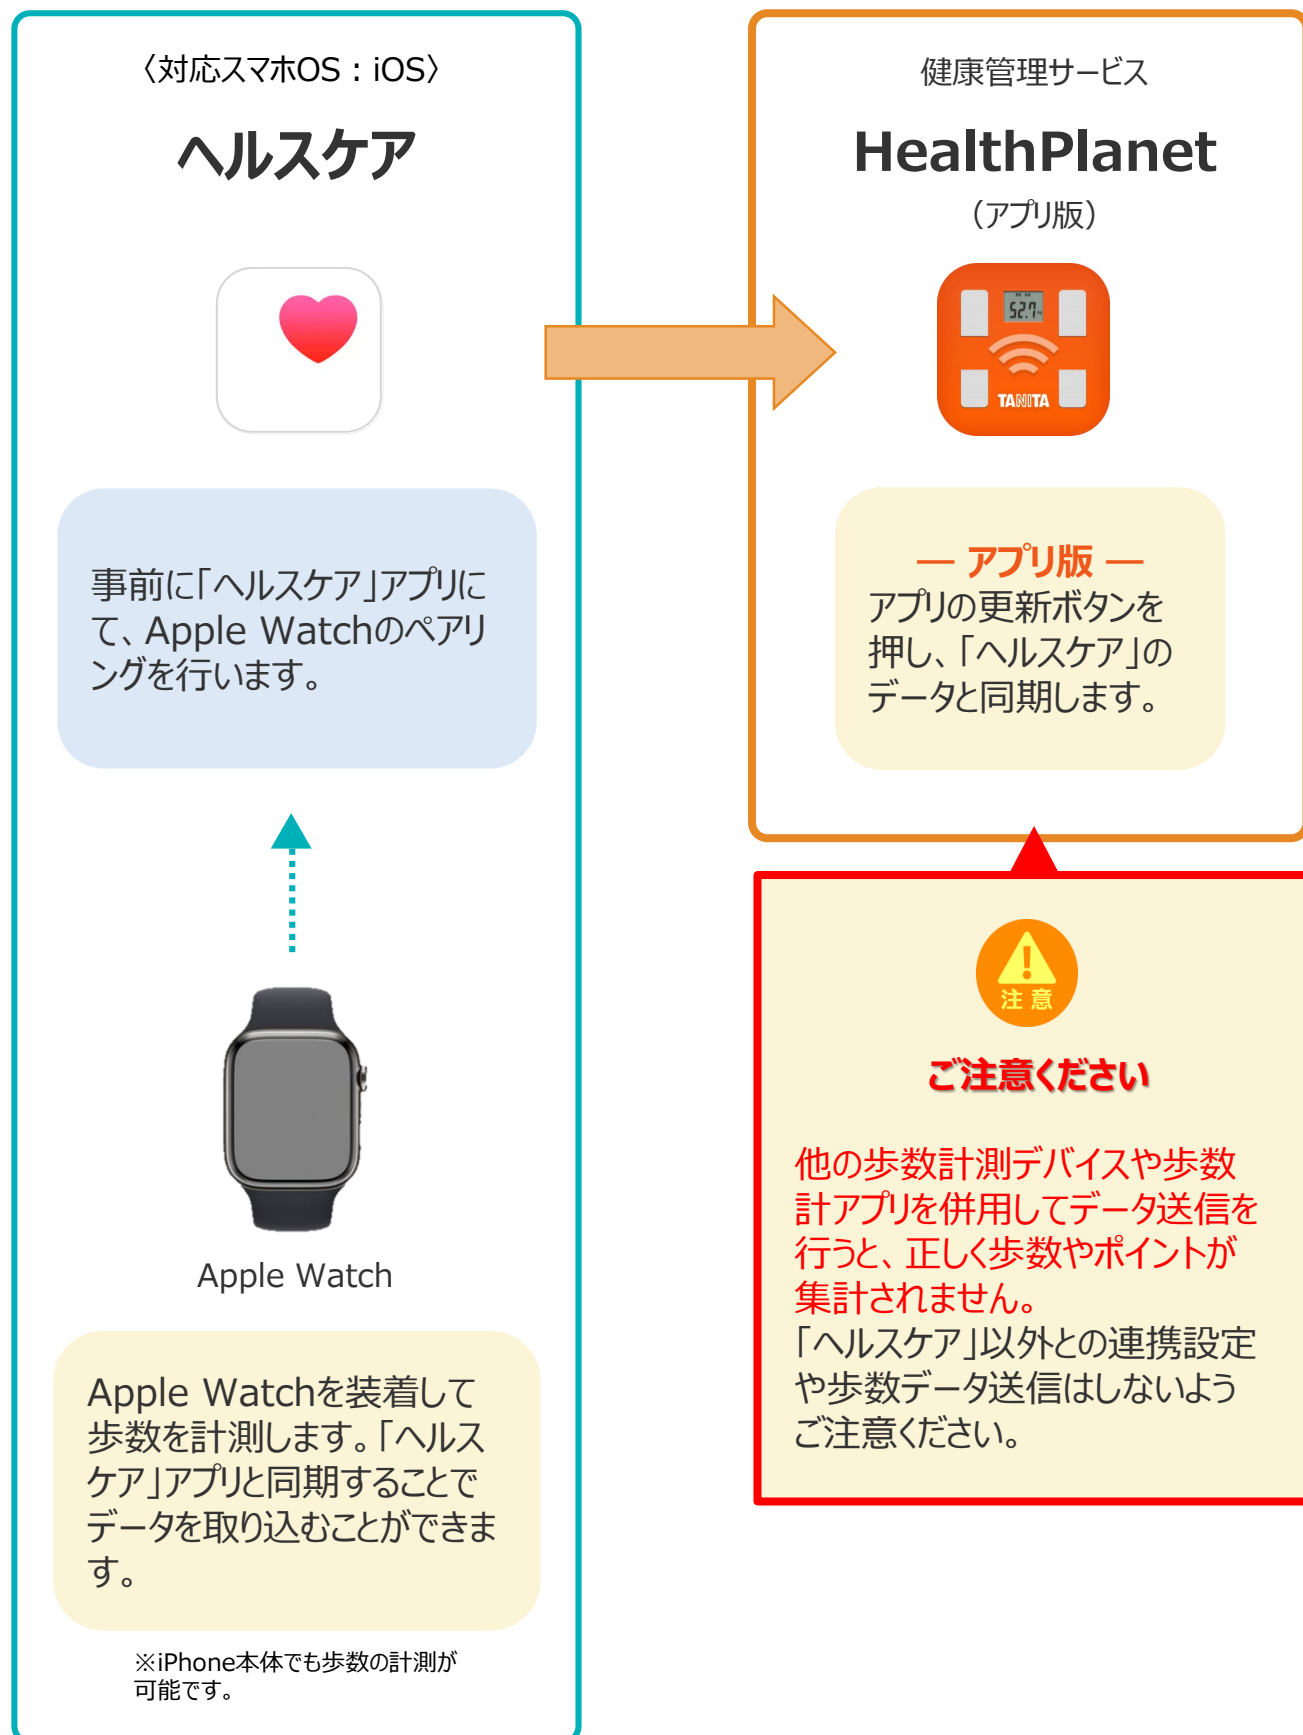 〈対応スマホOS：iOS〉
ヘルスケア
事前に「ヘルスケア」アプリに
て、Apple Watchのペアリ
ングを行います。
Apple Watch
Apple Watchを装着して
歩数を計測します。「ヘルス
ケア」アプリと同期することで
データを取り込むことができま
す。
※iPhone本体でも歩数の計測が
可能です。
健康管理サービス
HealthPlanet
（アプリ版）
52.7
TANITA
― アプリ版 ―
アプリの更新ボタンを
押し、「ヘルスケア」の
データと同期します。
注意
ご注意ください
他の歩数計測デバイスや歩数
計アプリを併用してデータ送信を
行うと、正しく歩数やポイントが
集計されません。
「ヘルスケア」以外との連携設定
や歩数データ送信はしないよう
ご注意ください。